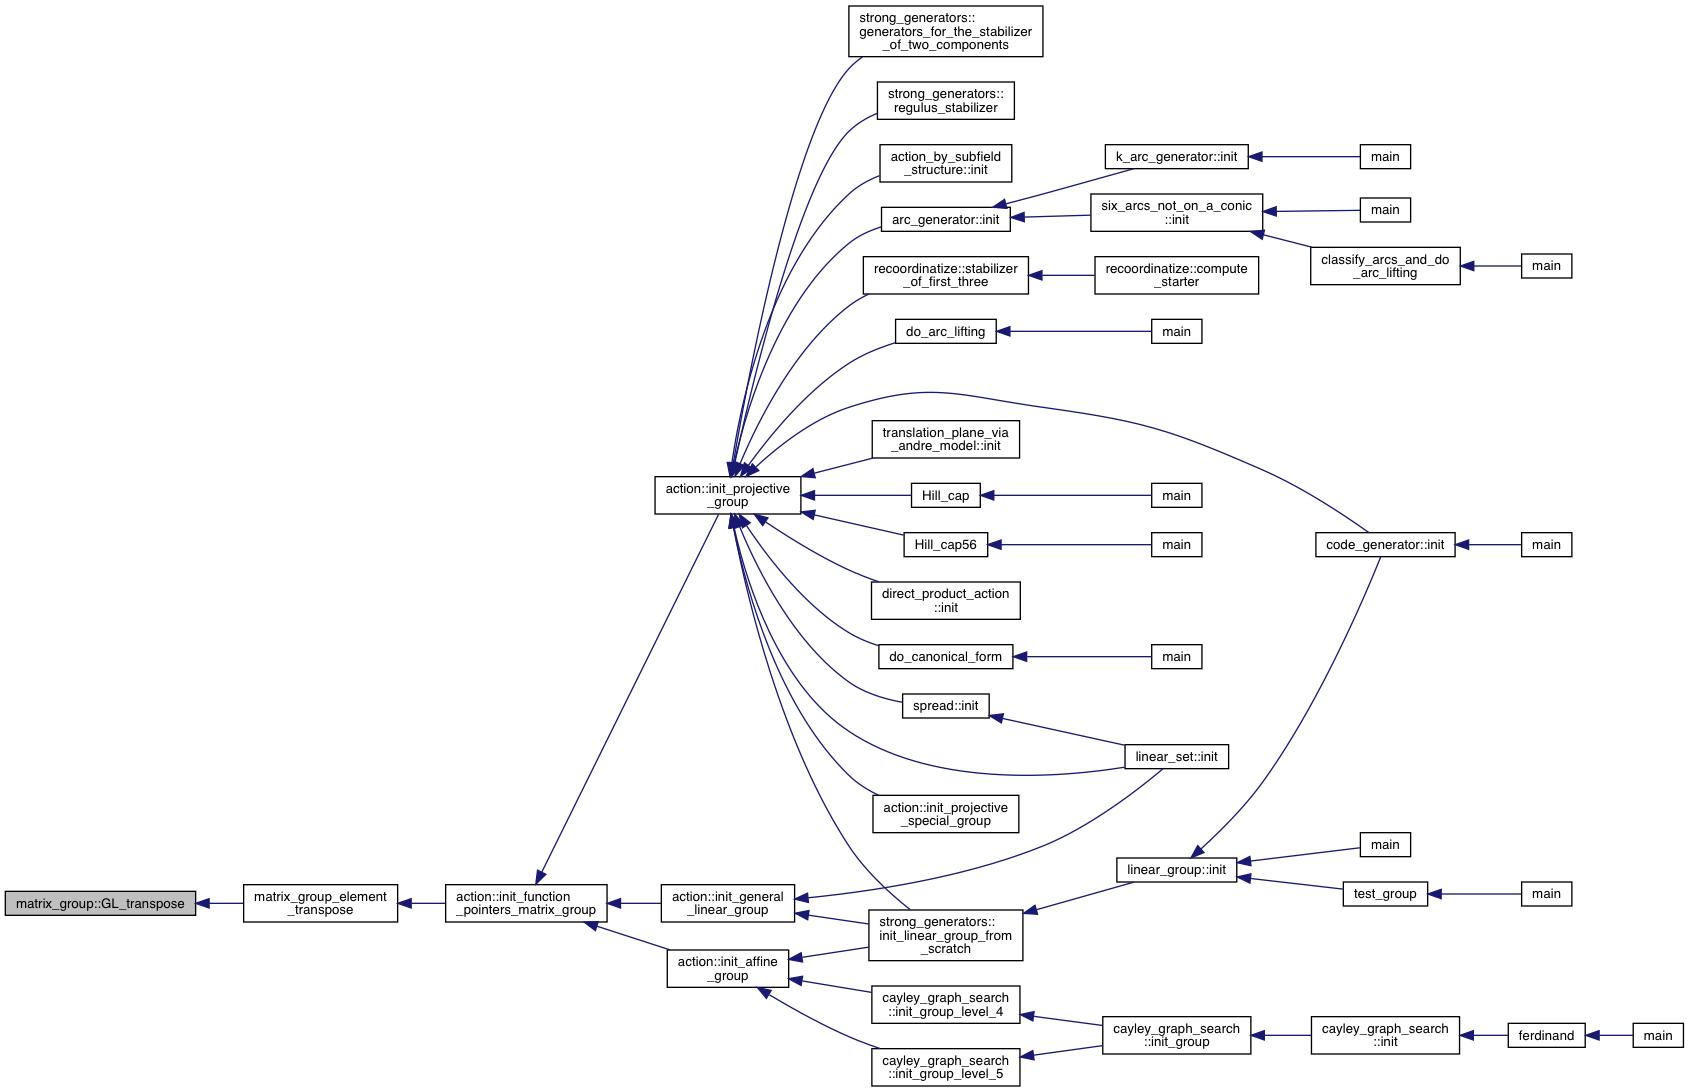 strong_generators::
generators_for_the_stabilizer
_of_two_components
strong_generators::
regulus_stabilizer
action_by_subfield
_structure::init
k_arc_generator::init
main
arc_generator::init
six_arcs_not_on_a_conic
::init
main
classify_arcs_and_do
_arc_lifting
main
recoordinatize::stabilizer
_of_first_three
recoordinatize::compute
_starter
do_arc_lifting
main
translation_plane_via
_andre_model::init
action::init_projective
_group
Hill_cap
main
Hill_cap56
main
code_generator::init
main
direct_product_action
::init
do_canonical_form
main
spread::init
linear_set::init
action::init_projective
_special_group
main
linear_group::init
test_group
main
matrix_group::GL_transpose
matrix_group_element
_transpose
action::init_function
_pointers_matrix_group
action::init_general
_linear_group
strong_generators::
init_linear_group_from
_scratch
action::init_affine
_group
cayley_graph_search
::init_group_level_4
cayley_graph_search
::init_group
cayley_graph_search
::init
ferdinand
main
cayley_graph_search
::init_group_level_5